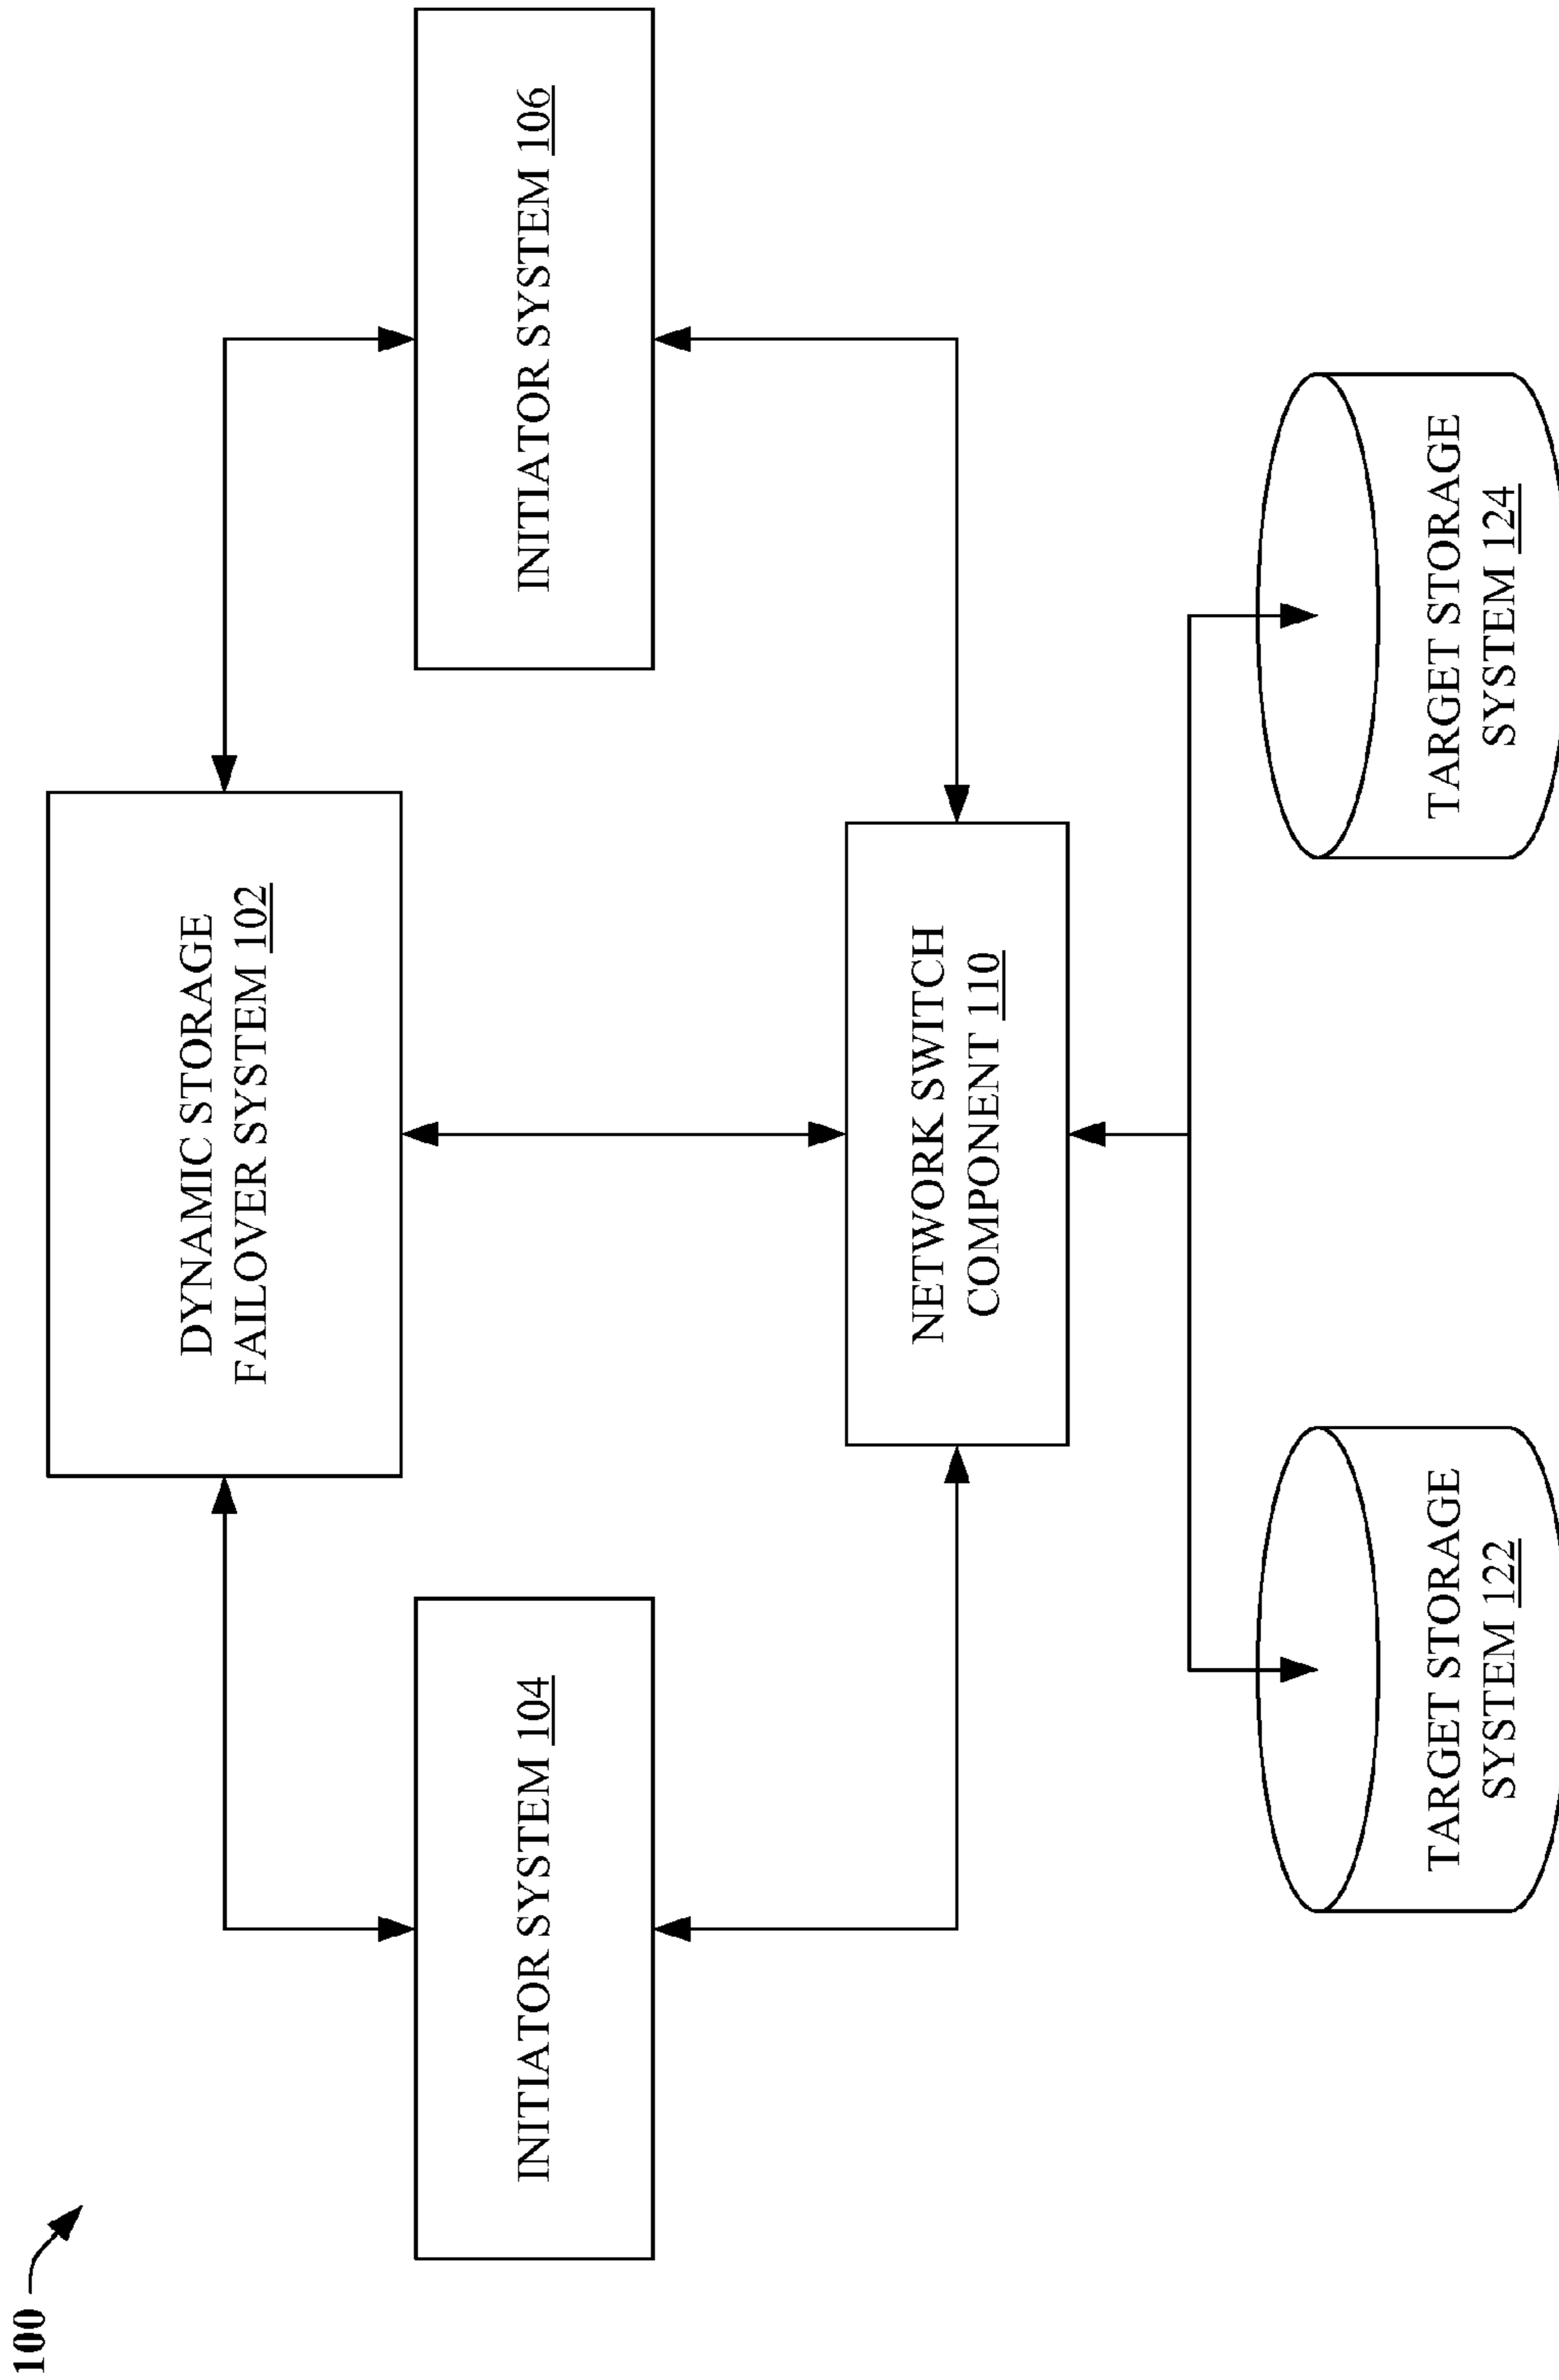 100
DYNAMIC STORAGE
FAILOVER SYSTEM 102
INITIATOR SYSTEM 104
INITIATOR SYSTEM 106
NETWORK SWITCH
COMPONENT 110
TARGET STORAGE
SYSTEM 122
TARGET STORAGE
SYSTEM 124